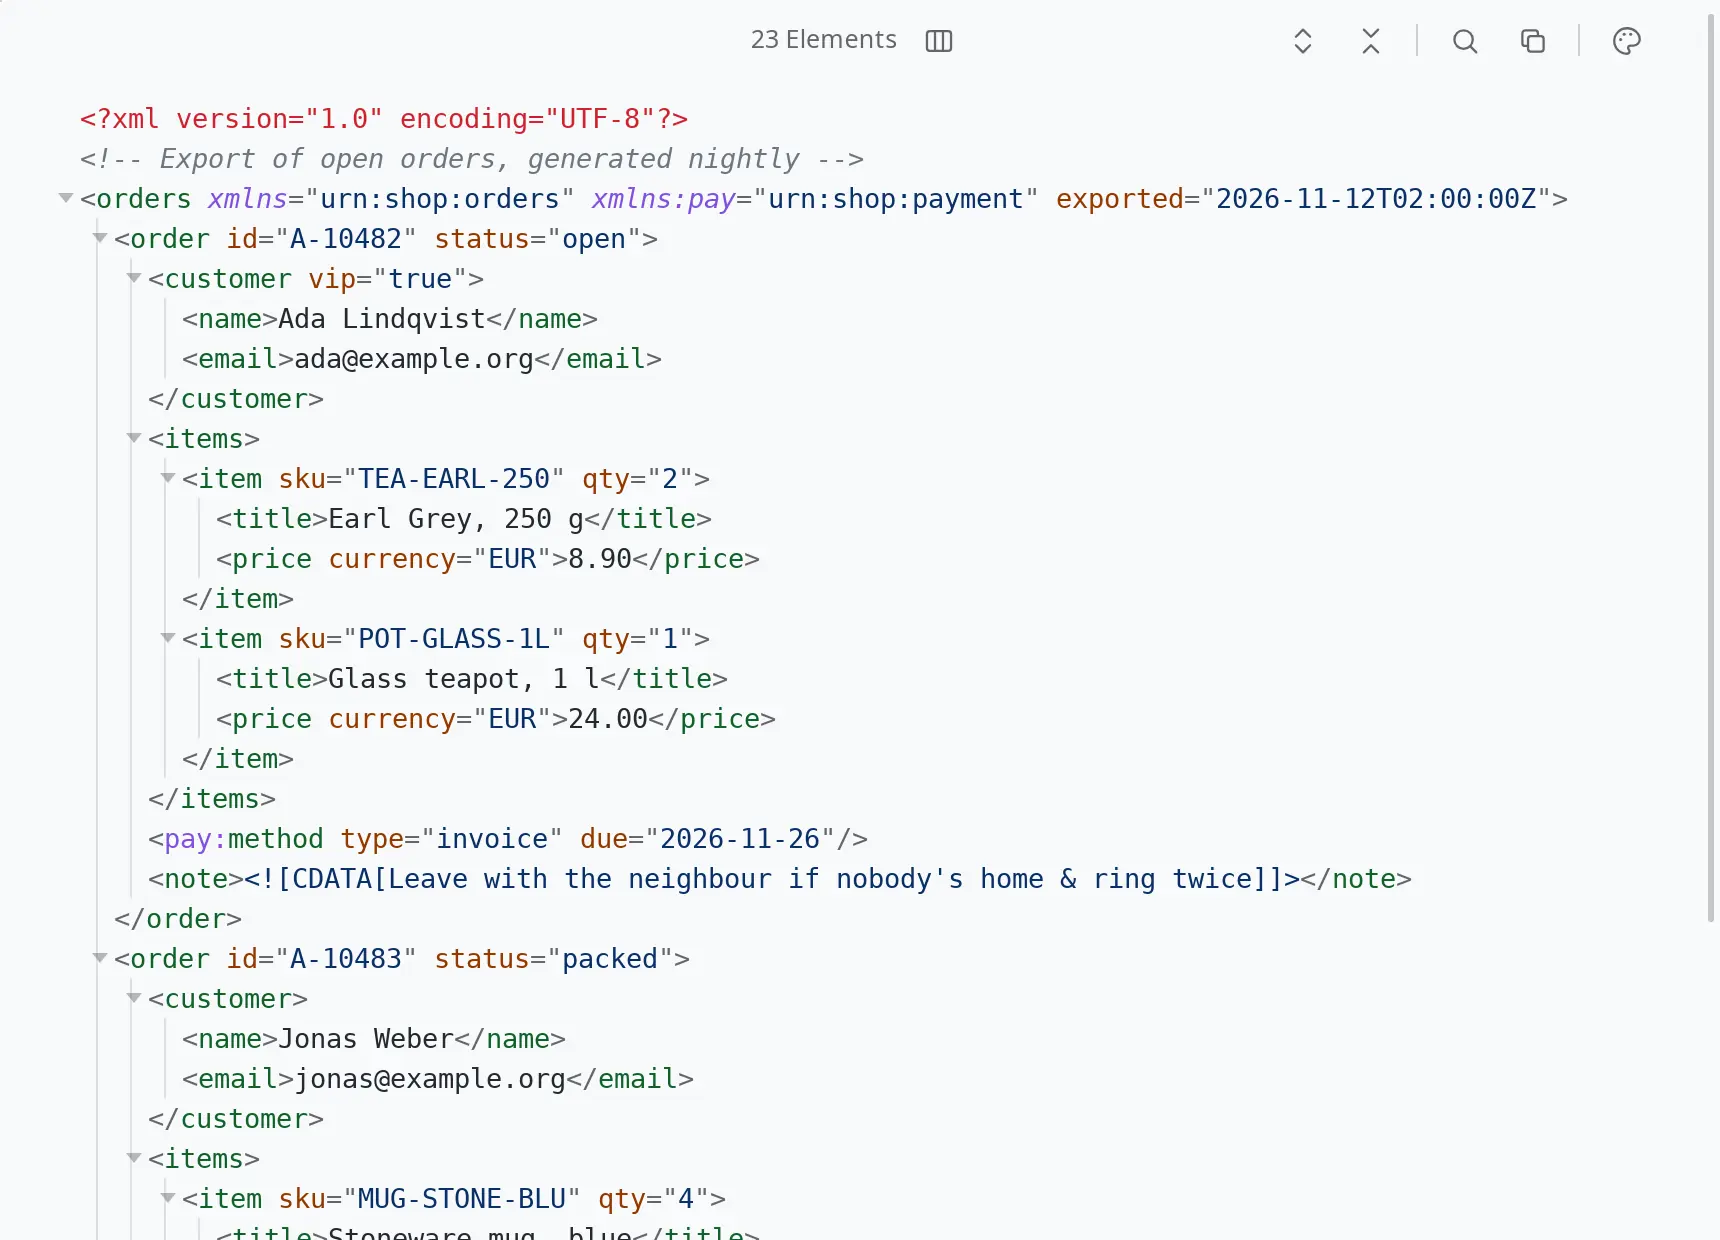 23 Elements
<?xml version="1.0" encoding="UTF-8"?>
<!-- Export of open orders, generated nightly -->
<orders xmlns="urn:shop:orders" xmlns:pay="urn:shop:payment" exported="2026-11-12T02:00:00Z">
<order id="A-10482" status="open">
<customer vip="true">
<name>Ada Lindqvist</name>
<email>ada@example.org</email>
</customer>
<items>
<item sku="TEA-EARL-250" qty="2">
<title>Earl Grey, 250 g</title>
<price currency="EUR">8.90</price>
</item>
<item sku="POT-GLASS-1L" qty="1">
<title>Glass teapot, 1 l</title>
<price currency="EUR">24.00</price>
</item>
</items>
<pay:method type="invoice" due="2026-11-26"/>
<note><![CDATA[Leave with the neighbour if nobody's home & ring twice]]></note>
</order>
<order id="A-10483" status="packed">
<customer>
<name>Jonas Weber</name>
<email>jonas@example.org</email>
</customer>
<items>
<item sku="MUG-STONE-BLU" qty="4">
<title>Stoneware mug, blue</title>